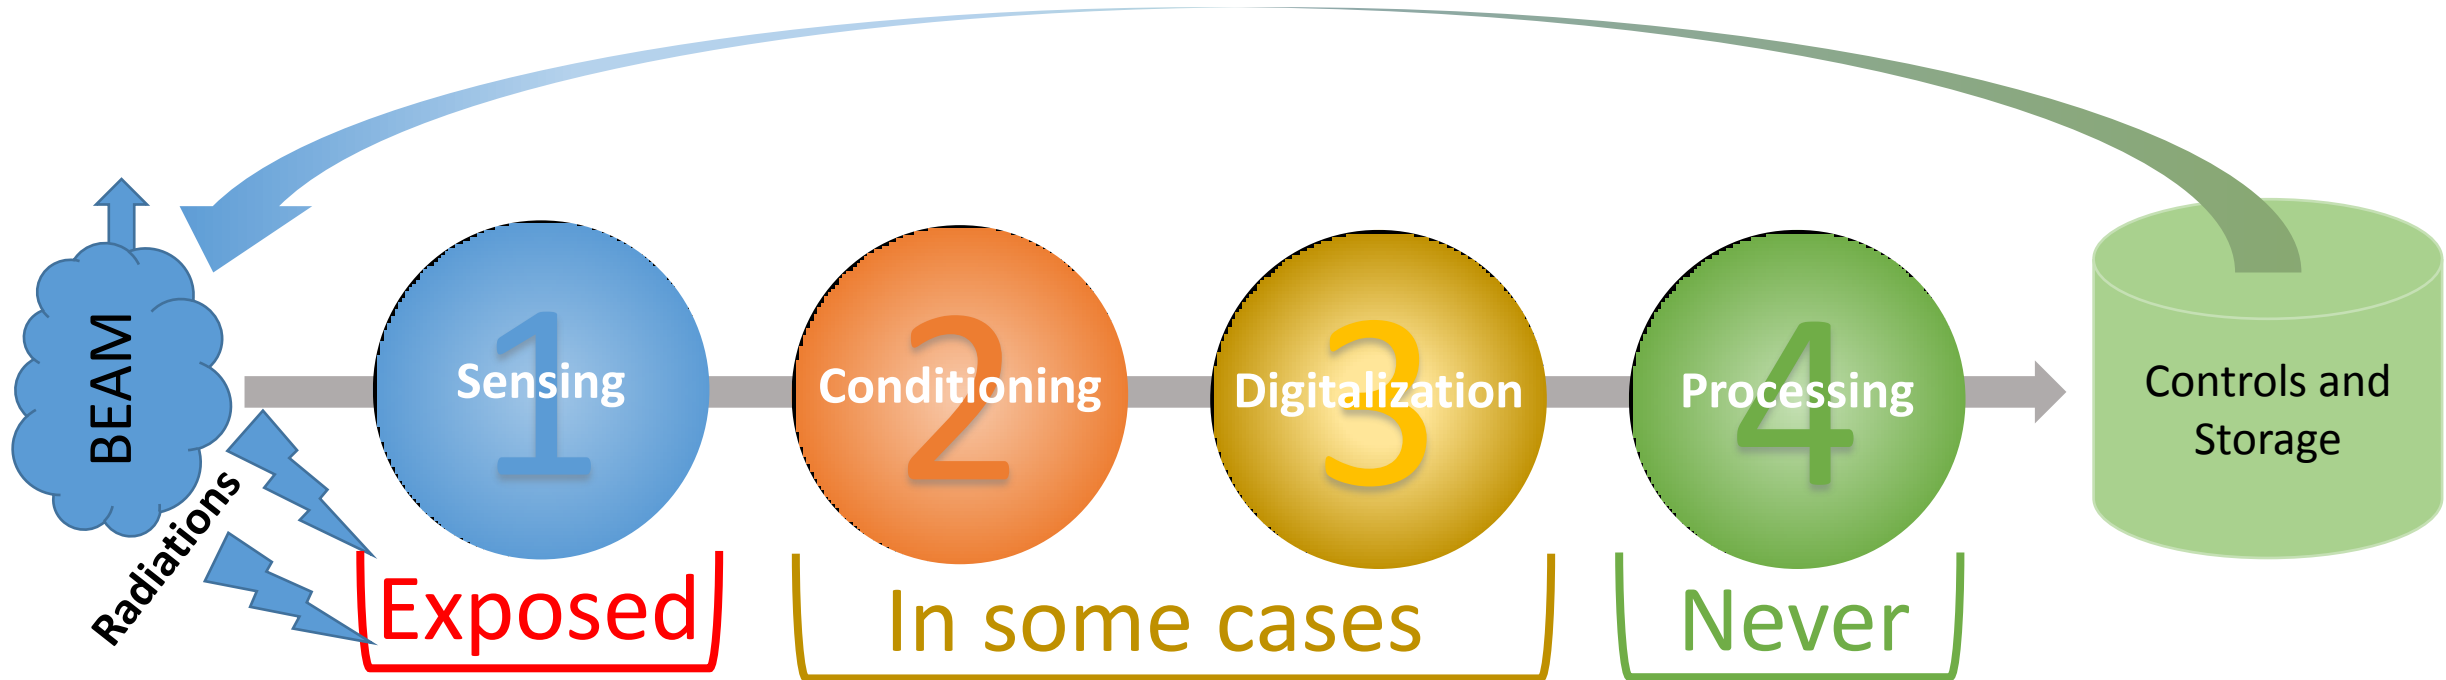 BEAM
Radiations
1
Sensing
2
Conditioning
3
Digitalization
4
Processing
Controls and
Storage
Exposed
In some cases
Never